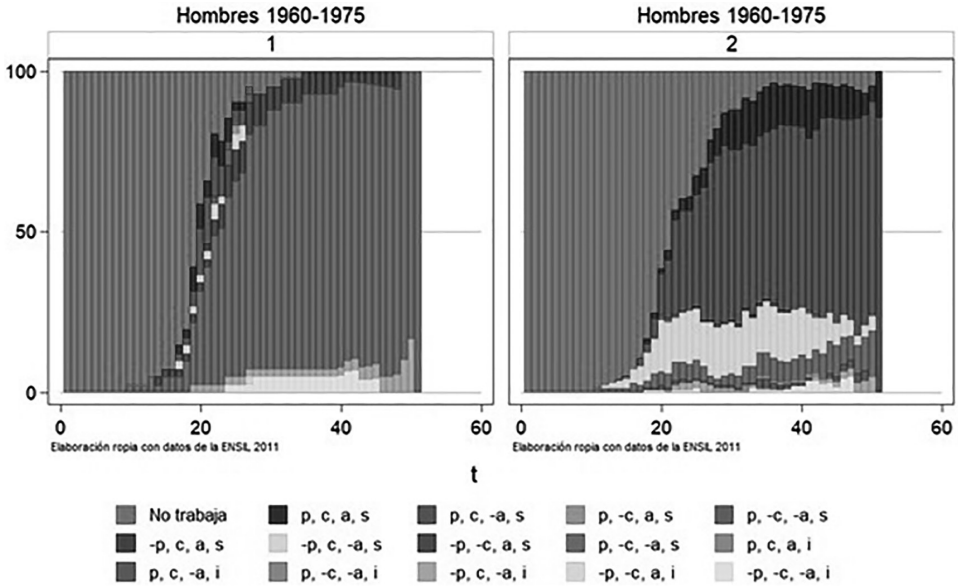 Hombres 1960-1975 Hombres 1960-1975
1 2
100
50
0
0 20 40 60 0 20 40 60
Elaboración ropia con datos de la ENSIL 2011 Elaboración ropia con datos de la ENSIL 2011
t
No trabaja p, c, a, s p, c, -a, s p, -c, a, s p, -c, -a, s
-p, c, a, s -p, c, -a, s -p, -c, a, s -p, -c, -a, s p, c, a, i
p, c, -a, i p, -c, -a, i -p, c, -a, i -p, -c, a, i -p, -c, -a, i